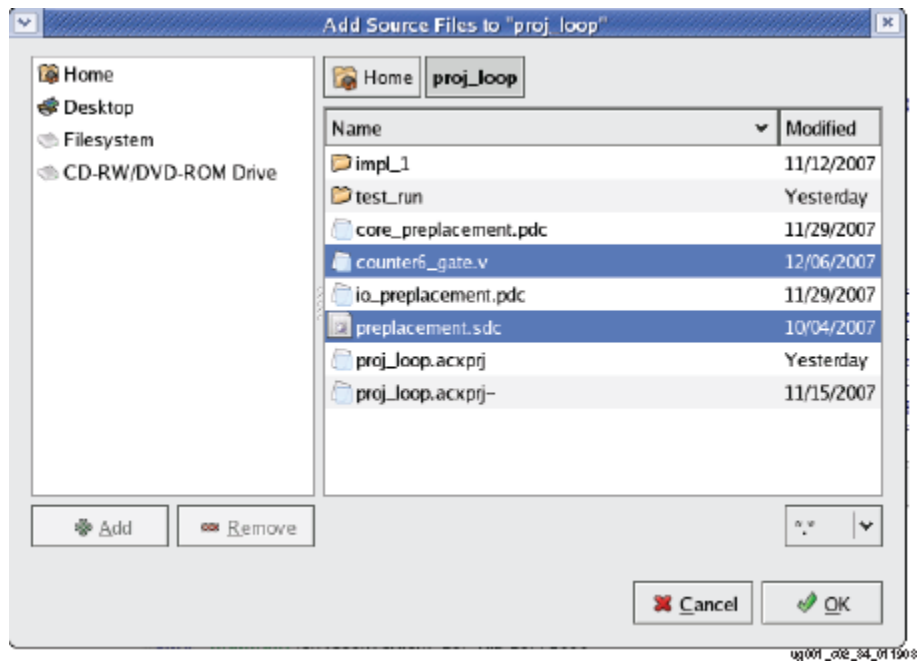 Add Source Files to "proj_loop"
Home
Desktop
Filesystem
CD-RW/DVD-ROM Drive
Home proj_loop
Name Modified
impl_1 11/12/2007
test_run Yesterday
core_preplacement.pdc 11/29/2007
counter6_gate.v 12/06/2007
io_preplacement.pdc 11/29/2007
preplacement.sdc 10/04/2007
proj_loop.acxprj Yesterday
proj_loop.acxprj~ 11/15/2007
Add Remove *.*
Cancel OK
ug001_c02_34_011908